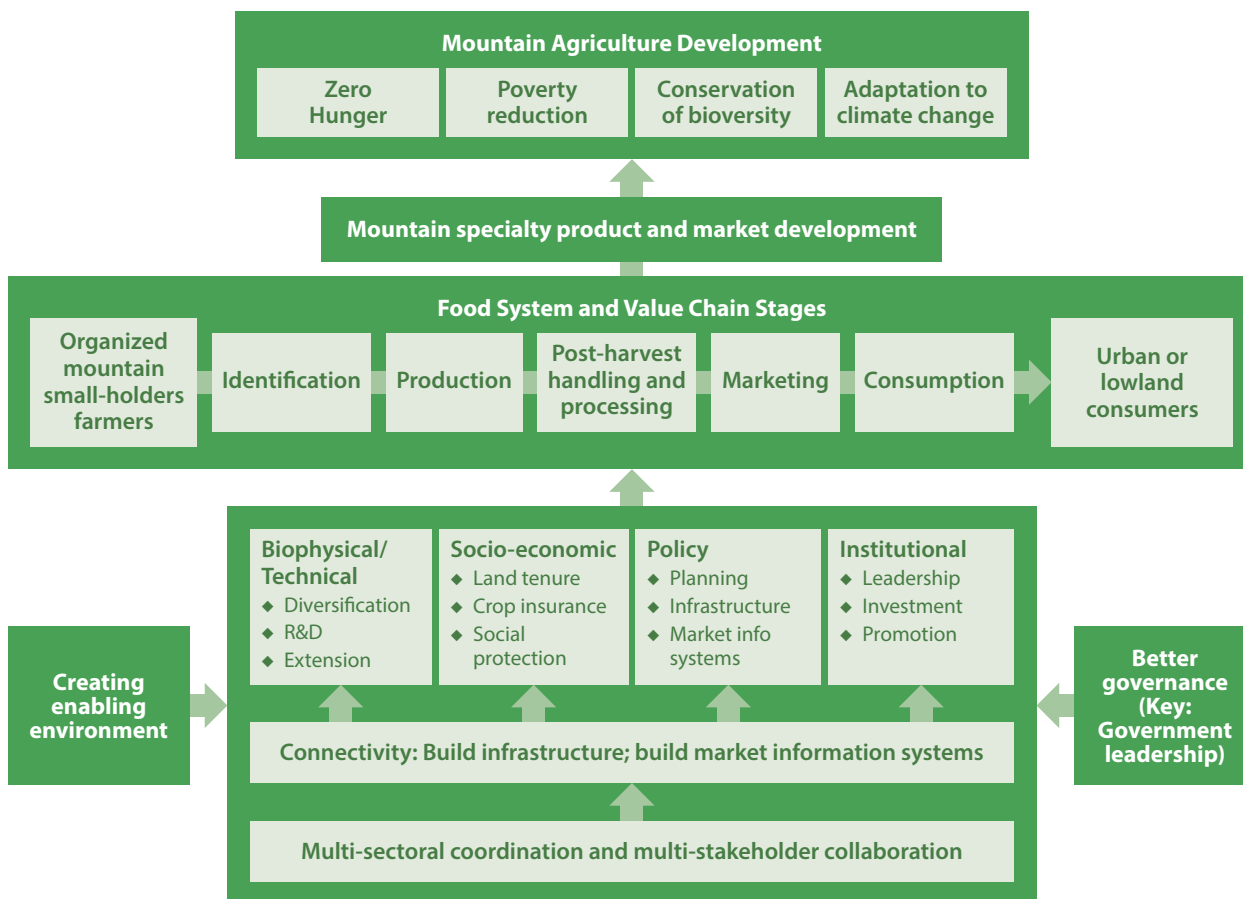 Mountain Agriculture Development
Zero
Hunger
Poverty
reduction
Conservation
of bioversity
Adaptation to
climate change
Mountain specialty product and market development
Food System and Value Chain Stages
Organized
mountain
small-holders
farmers
Identification
Production
Post-harvest
handling and
processing
Marketing
Consumption
Urban or
lowland
consumers
Biophysical/
Technical
◆ Diversification
◆ R&D
◆ Extension
Socio-economic
◆ Land tenure
◆ Crop insurance
◆ Social
protection
Policy
◆ Planning
◆ Infrastructure
◆ Market info
systems
Institutional
◆ Leadership
◆ Investment
◆ Promotion
Creating
enabling
environment
Better
governance
(Key:
Government
leadership)
Connectivity: Build infrastructure; build market information systems
Multi-sectoral coordination and multi-stakeholder collaboration